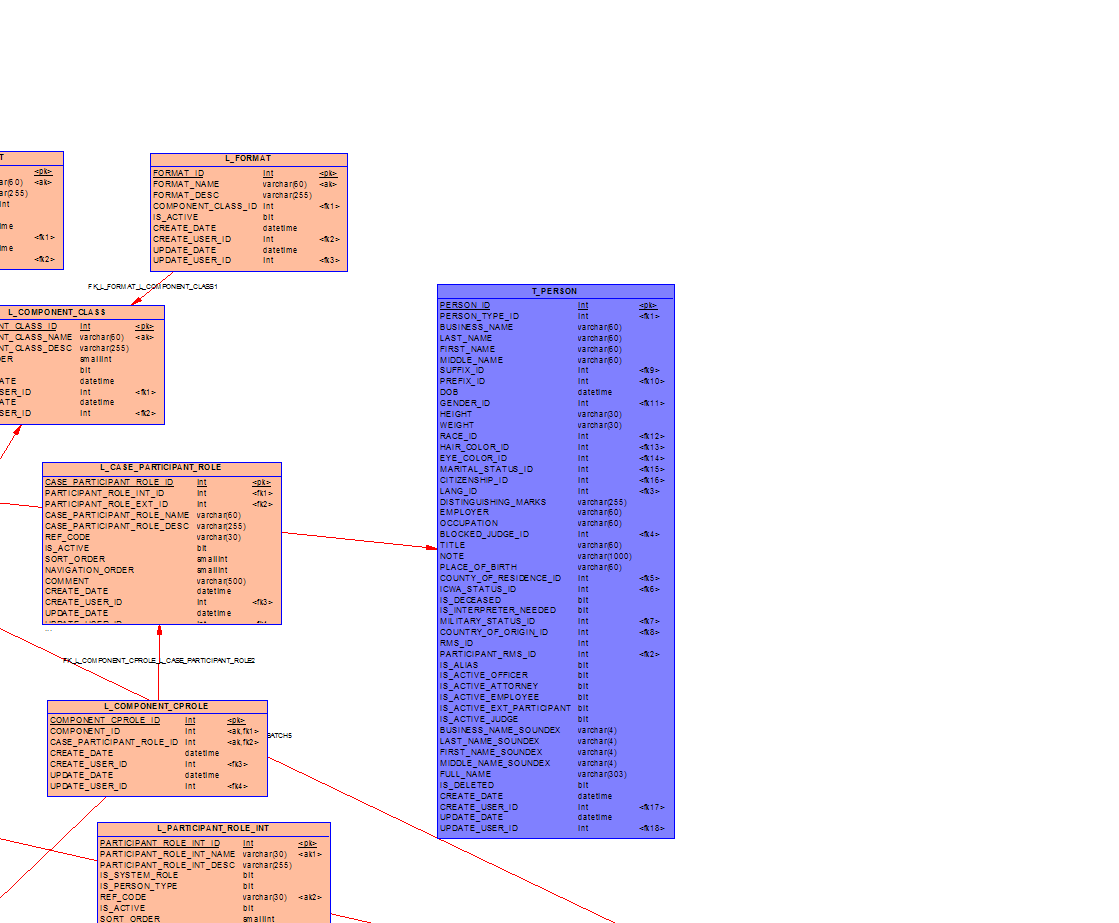 T
<pk>
ar(60) <ak>
ar(255)
int
me
<fk1>
me
<fk2>
L_FORMAT
FORMAT_ID int <pk>
FORMAT_NAME varchar(60) <ak>
FORMAT_DESC varchar(255)
COMPONENT_CLASS_ID int <fk1>
IS_ACTIVE bit
CREATE_DATE datetime
CREATE_USER_ID int <fk2>
UPDATE_DATE datetime
UPDATE_USER_ID int <fk3>
FK_L_FORMAT_L_COMPONENT_CLASS1
L_COMPONENT_CLASS
NT_CLASS_ID int <pk>
NT_CLASS_NAME varchar(60) <ak>
NT_CLASS_DESC varchar(255)
ER smallint
bit
ATE datetime
SER_ID int <fk1>
ATE datetime
SER_ID int <fk2>
L_CASE_PARTICIPANT_ROLE
CASE_PARTICIPANT_ROLE_ID int <pk>
PARTICIPANT_ROLE_INT_ID int <fk1>
PARTICIPANT_ROLE_EXT_ID int <fk2>
CASE_PARTICIPANT_ROLE_NAME varchar(60)
CASE_PARTICIPANT_ROLE_DESC varchar(255)
REF_CODE varchar(30)
IS_ACTIVE bit
SORT_ORDER smallint
NAVIGATION_ORDER smallint
COMMENT varchar(500)
CREATE_DATE datetime
CREATE_USER_ID int <fk3>
UPDATE_DATE datetime
UPDATE_USER_ID int <fk4>
...
FK_L_COMPONENT_CPROLE_L_CASE_PARTICIPANT_ROLE2
L_COMPONENT_CPROLE
COMPONENT_CPROLE_ID int <pk>
COMPONENT_ID int <ak,fk1>
CASE_PARTICIPANT_ROLE_ID int <ak,fk2>
CREATE_DATE datetime
CREATE_USER_ID int <fk3>
UPDATE_DATE datetime
UPDATE_USER_ID int <fk4>
BATCH5
L_PARTICIPANT_ROLE_INT
PARTICIPANT_ROLE_INT_ID int <pk>
PARTICIPANT_ROLE_INT_NAME varchar(30) <ak1>
PARTICIPANT_ROLE_INT_DESC varchar(255)
IS_SYSTEM_ROLE bit
IS_PERSON_TYPE bit
REF_CODE varchar(30) <ak2>
IS_ACTIVE bit
SORT_ORDER smallint
T_PERSON
PERSON_ID int <pk>
PERSON_TYPE_ID int <fk1>
BUSINESS_NAME varchar(60)
LAST_NAME varchar(60)
FIRST_NAME varchar(60)
MIDDLE_NAME varchar(60)
SUFFIX_ID int <fk9>
PREFIX_ID int <fk10>
DOB datetime
GENDER_ID int <fk11>
HEIGHT varchar(30)
WEIGHT varchar(30)
RACE_ID int <fk12>
HAIR_COLOR_ID int <fk13>
EYE_COLOR_ID int <fk14>
MARITAL_STATUS_ID int <fk15>
CITIZENSHIP_ID int <fk16>
LANG_ID int <fk3>
DISTINGUISHING_MARKS varchar(255)
EMPLOYER varchar(60)
OCCUPATION varchar(60)
BLOCKED_JUDGE_ID int <fk4>
TITLE varchar(60)
NOTE varchar(1000)
PLACE_OF_BIRTH varchar(60)
COUNTY_OF_RESIDENCE_ID int <fk5>
ICWA_STATUS_ID int <fk6>
IS_DECEASED bit
IS_INTERPRETER_NEEDED bit
MILITARY_STATUS_ID int <fk7>
COUNTRY_OF_ORIGIN_ID int <fk8>
RMS_ID int
PARTICIPANT_RMS_ID int <fk2>
IS_ALIAS bit
IS_ACTIVE_OFFICER bit
IS_ACTIVE_ATTORNEY bit
IS_ACTIVE_EMPLOYEE bit
IS_ACTIVE_EXT_PARTICIPANT bit
IS_ACTIVE_JUDGE bit
BUSINESS_NAME_SOUNDEX varchar(4)
LAST_NAME_SOUNDEX varchar(4)
FIRST_NAME_SOUNDEX varchar(4)
MIDDLE_NAME_SOUNDEX varchar(4)
FULL_NAME varchar(303)
IS_DELETED bit
CREATE_DATE datetime
CREATE_USER_ID int <fk17>
UPDATE_DATE datetime
UPDATE_USER_ID int <fk18>